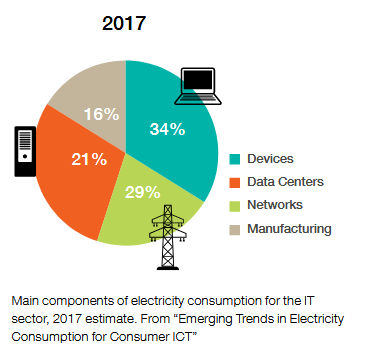 2017
16%
34%
21%
29%
Devices
Data Centers
Networks
Manufacturing
Main components of electricity consumption for the IT
sector, 2017 estimate. From “Emerging Trends in Electricity
Consumption for Consumer ICT”